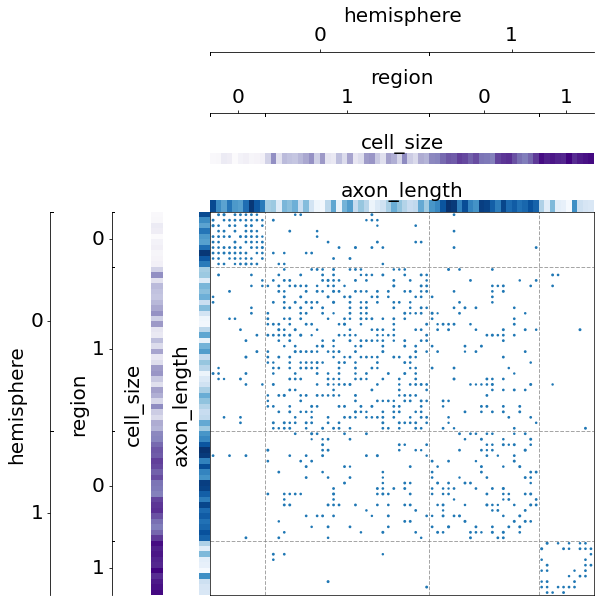 hemisphere
0 1
region
0 1 0 1
cell_size
axon_length
0
0
1
hemisphere
region
cell_size
axon_length
0
1
1